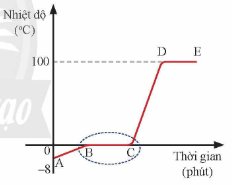 Nhiệt độ
(°C)
D E
100
0
B C
A
–8
Thời gian
(phút)